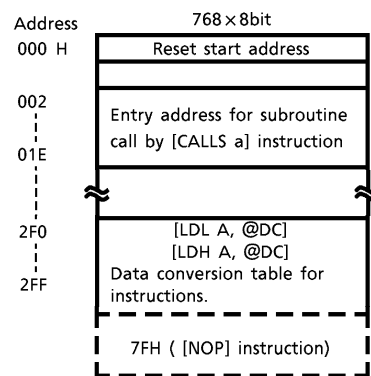 Address
768×8bit
000 H
Reset start address
002
Entry address for subroutine
call by [CALLS a] instruction
01E
2F0
[LDL A, @DC]
[LDH A, @DC]
Data conversion table for
2FF
instructions.
7FH ( [NOP] instruction)